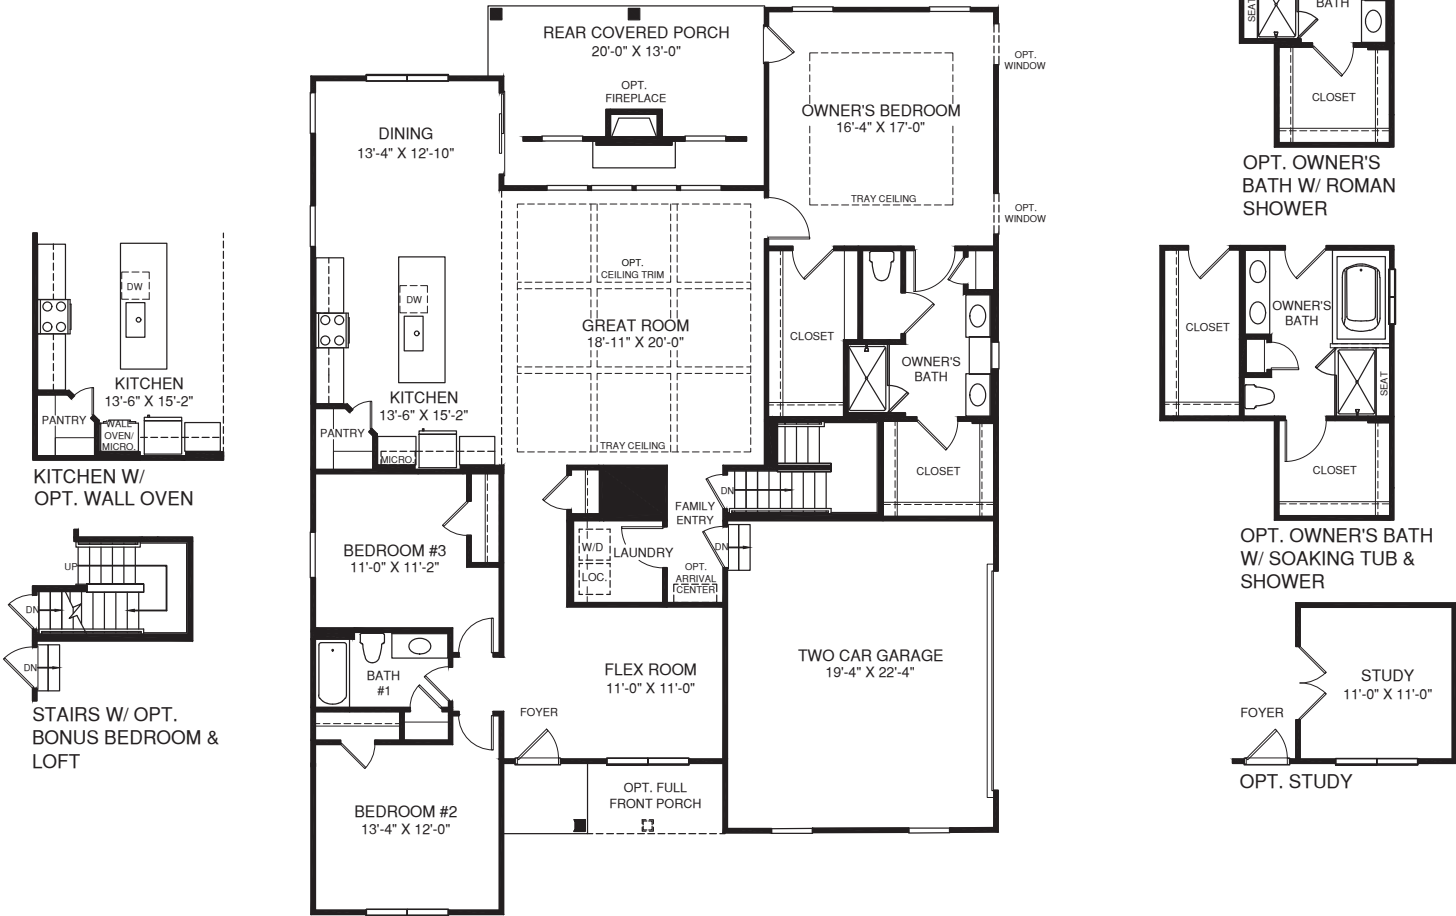 REAR COVERED PORCH
20'-0" X 13'-0"
OPT.
FIREPLACE
OPT.
WINDOW
OWNER'S BEDROOM
16'-4" X 17'-0"
TRAY CEILING
OPT.
WINDOW
DINING
13'-4" X 12'-10"
OPT.
CEILING TRIM
GREAT ROOM
18'-11" X 20'-0"
TRAY CEILING
DW
KITCHEN
13'-6" X 15'-2"
PANTRY
MICRO.
CLOSET
OWNER'S
BATH
CLOSET
DN
FAMILY
ENTRY
DN
W/D
LAUNDRY
LOC.
OPT.
ARRIVAL
CENTER
BEDROOM #3
11'-0" X 11'-2"
BATH
#1
FLEX ROOM
11'-0" X 11'-0"
FOYER
TWO CAR GARAGE
19'-4" X 22'-4"
BEDROOM #2
13'-4" X 12'-0"
OPT. FULL
FRONT PORCH
DW
KITCHEN
13'-6" X 15'-2"
PANTRY
WALL
OVEN/
MICRO.
KITCHEN W/
OPT. WALL OVEN
UP
DN
DN
STAIRS W/ OPT.
BONUS BEDROOM &
LOFT
SEAT
BATH
CLOSET
OPT. OWNER'S
BATH W/ ROMAN
SHOWER
CLOSET
OWNER'S
BATH
SEAT
CLOSET
OPT. OWNER'S BATH
W/ SOAKING TUB &
SHOWER
STUDY
11'-0" X 11'-0"
FOYER
OPT. STUDY